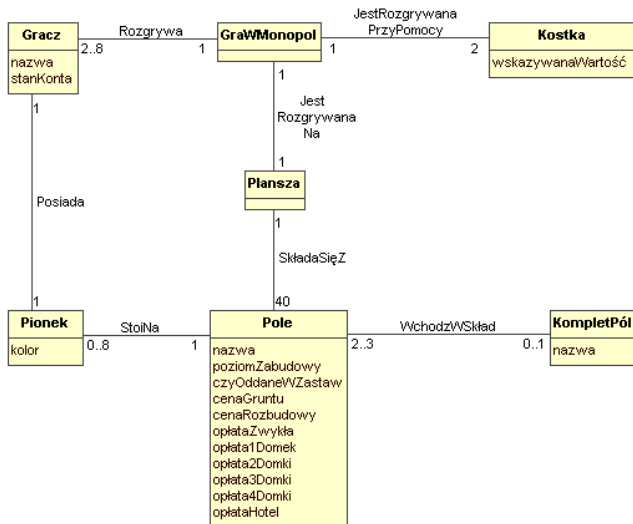 JestRozgrywana
PrzyPomocy
Gracz
Rozgrywa
GraWMonopol
Kostka
2..8
1
1
2
nazwa
stanKonta
wskazywanaWartość
1
1
Jest
Rozgrywana
Na
1
Plansza
Posiada
1
SkładaSięZ
1
40
Pionek
StoiNa
Pole
WchodzWSkład
KompletPól
kolor
0..8
1
2..3
0..1
nazwa
nazwa
poziomZabudowy
czyOddaneWZastaw
cenaGruntu
cenaRozbudowy
opłataZwykła
opłata1Domek
opłata2Domki
opłata3Domki
opłata4Domki
opłataHotel